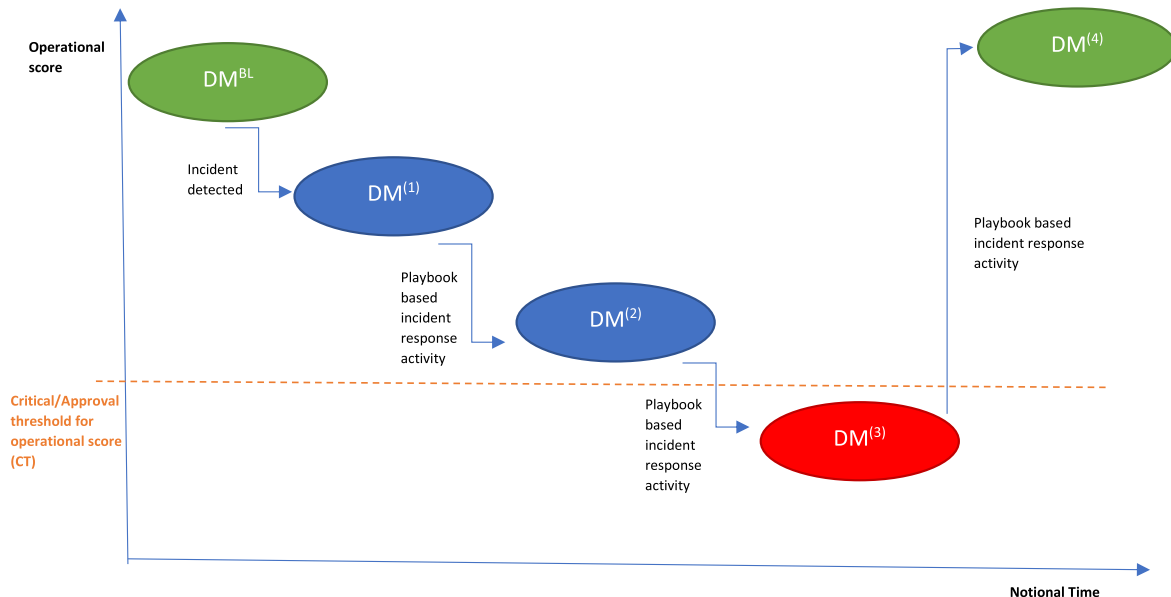 Operational
score
DM^BL
DM^(4)
Incident
detected
DM^(1)
Playbook based
incident response
activity
Playbook
based
incident
response
activity
DM^(2)
Critical/Approval
threshold for
operational score
(CT)
Playbook
based
incident
response
activity
DM^(3)
Notional Time